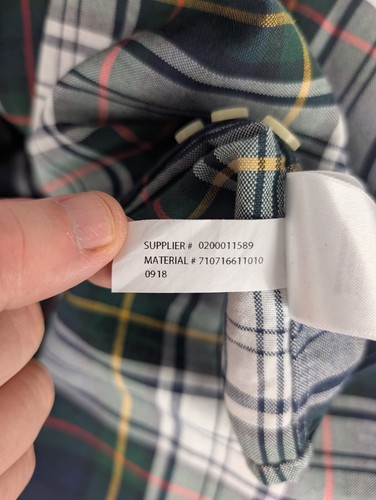 SUPPLIER # 0200011589
MATERIAL # 710716611010
0918